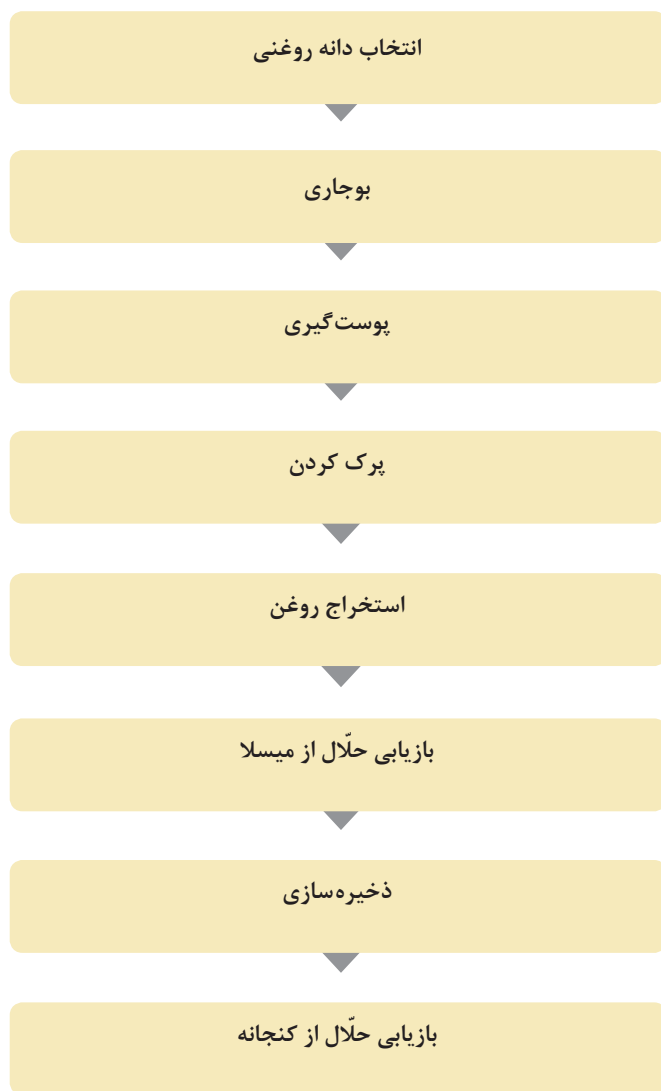 انتخاب دانه روغنی
بوجاری
پوست‌گیری
پرک کردن
استخراج روغن
بازیابی حلّال از میسلا
ذخیره‌سازی
بازیابی حلّال از کنجانه